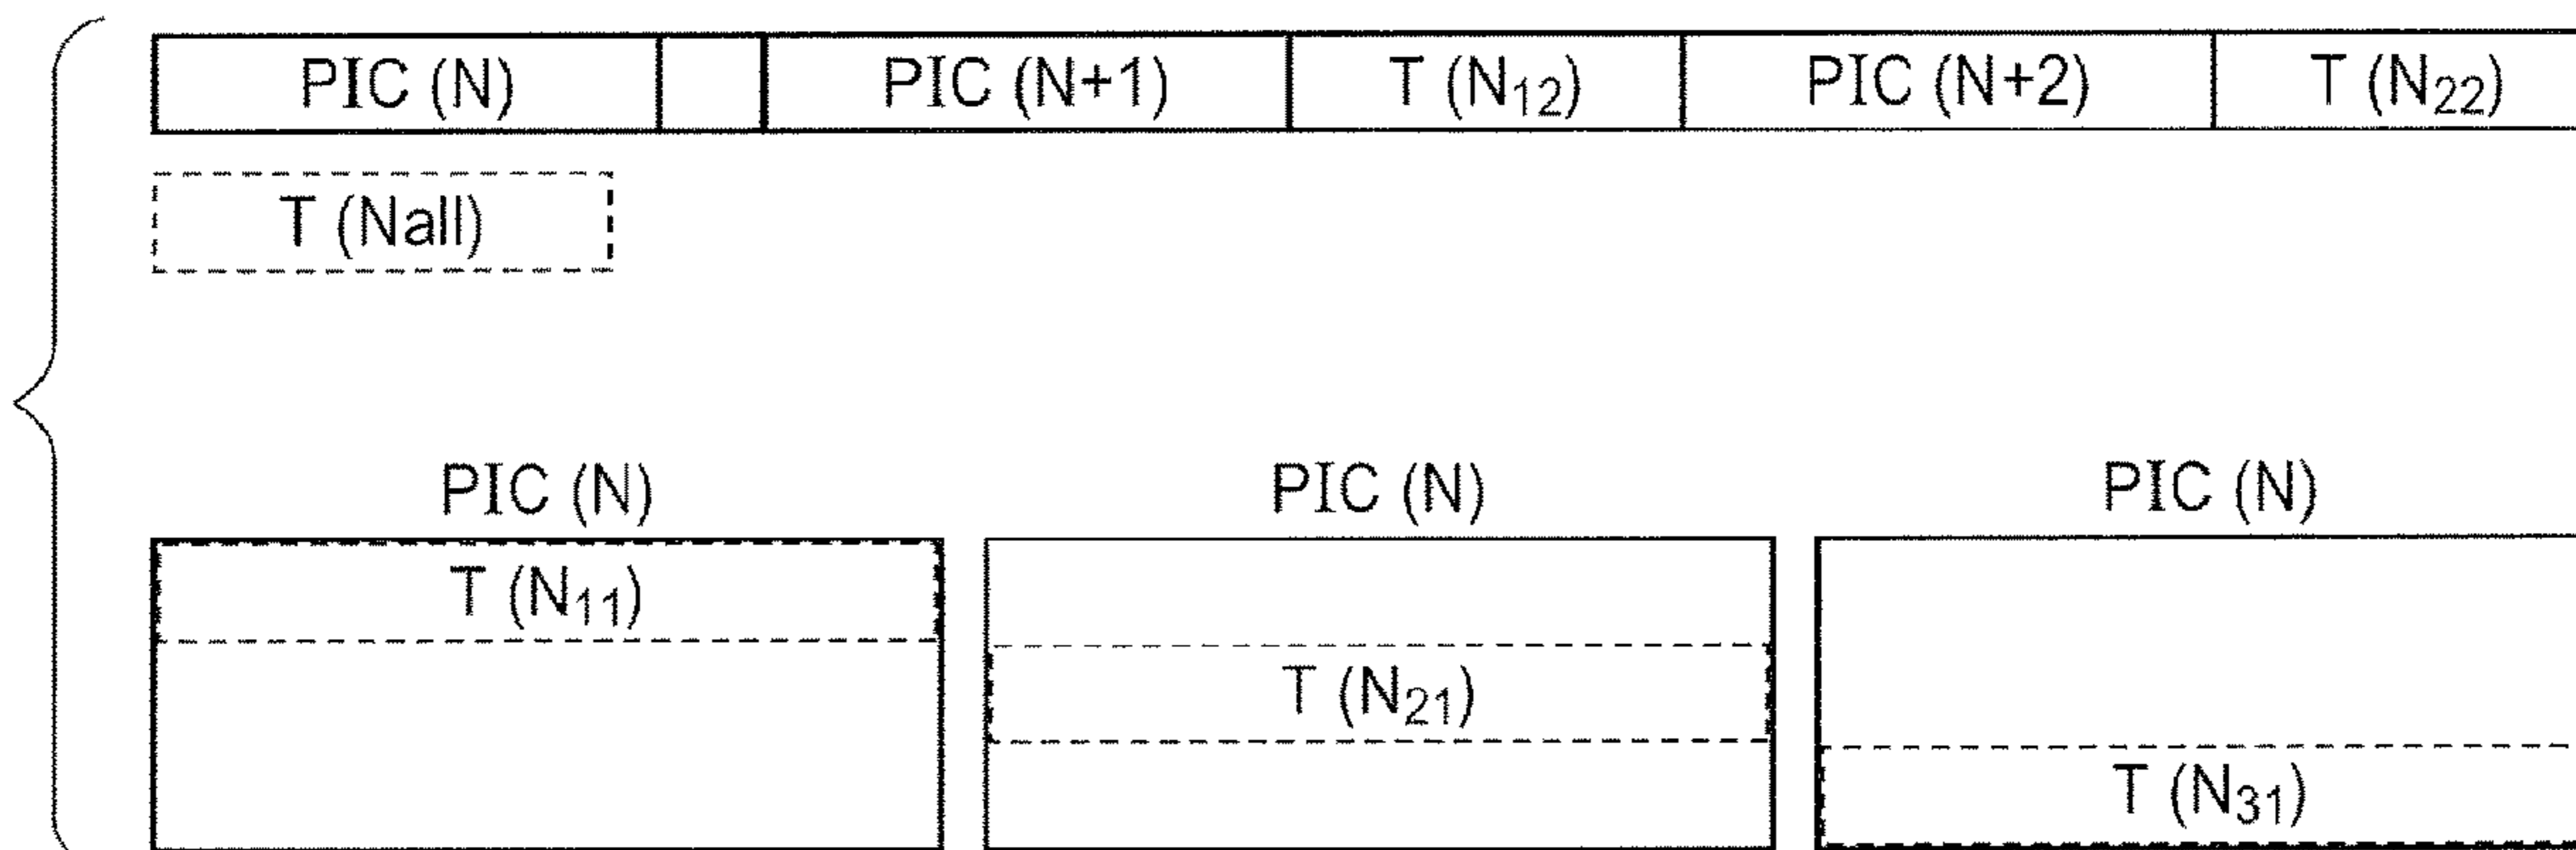 PIC (N) PIC (N+1) T (N₁₂) PIC (N+2) T (N₂₂)
T (Nall)
PIC (N) PIC (N) PIC (N)
T (N₁₁)
T (N₂₁)
T (N₃₁)